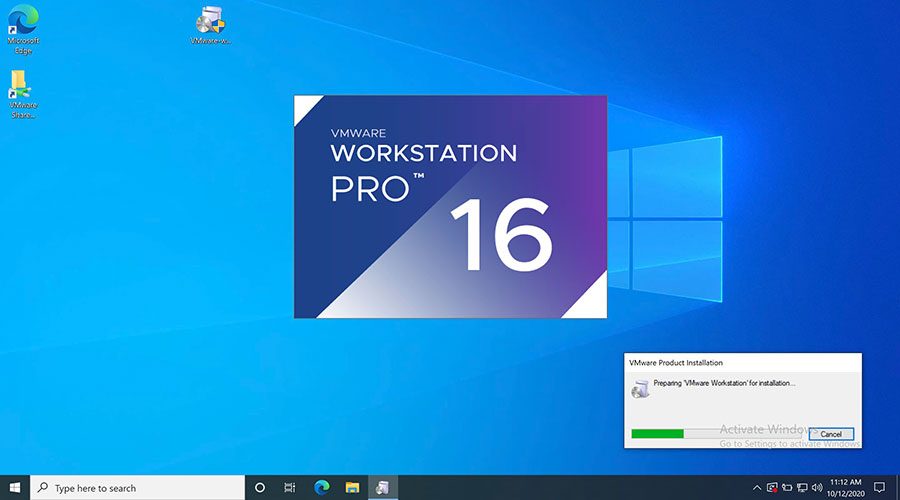 Microsoft
Edge
VMware-w...
VMware
Share...
VMWARE
WORKSTATION
PRO™
16
VMware Product Installation
Preparing 'VMware Workstation' for installation...
Cancel
Activate Windows
Go to Settings to activate Windows.
Type here to search
11:12 AM
10/12/2020